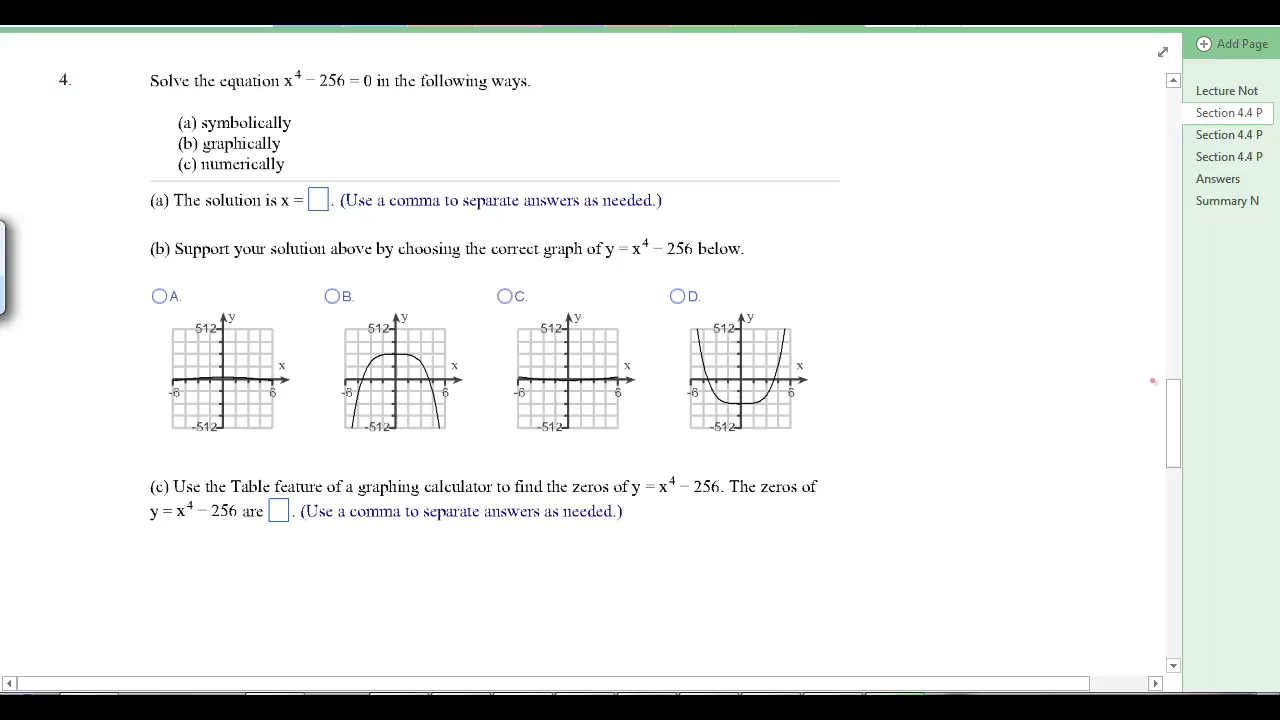 Add Page
4.
Solve the equation x⁴ − 256 = 0 in the following ways.
(a) symbolically
(b) graphically
(c) numerically
(a) The solution is x = . (Use a comma to separate answers as needed.)
(b) Support your solution above by choosing the correct graph of y = x⁴ − 256 below.
A.
B.
C.
D.
512 y
x
-6 6
-512
512 y
x
-6 6
-512
512 y
x
-6 6
-512
512 y
x
-6 6
-512
(c) Use the Table feature of a graphing calculator to find the zeros of y = x⁴ − 256. The zeros of
y = x⁴ − 256 are . (Use a comma to separate answers as needed.)
Lecture Not
Section 4.4 P
Section 4.4 P
Section 4.4 P
Answers
Summary N